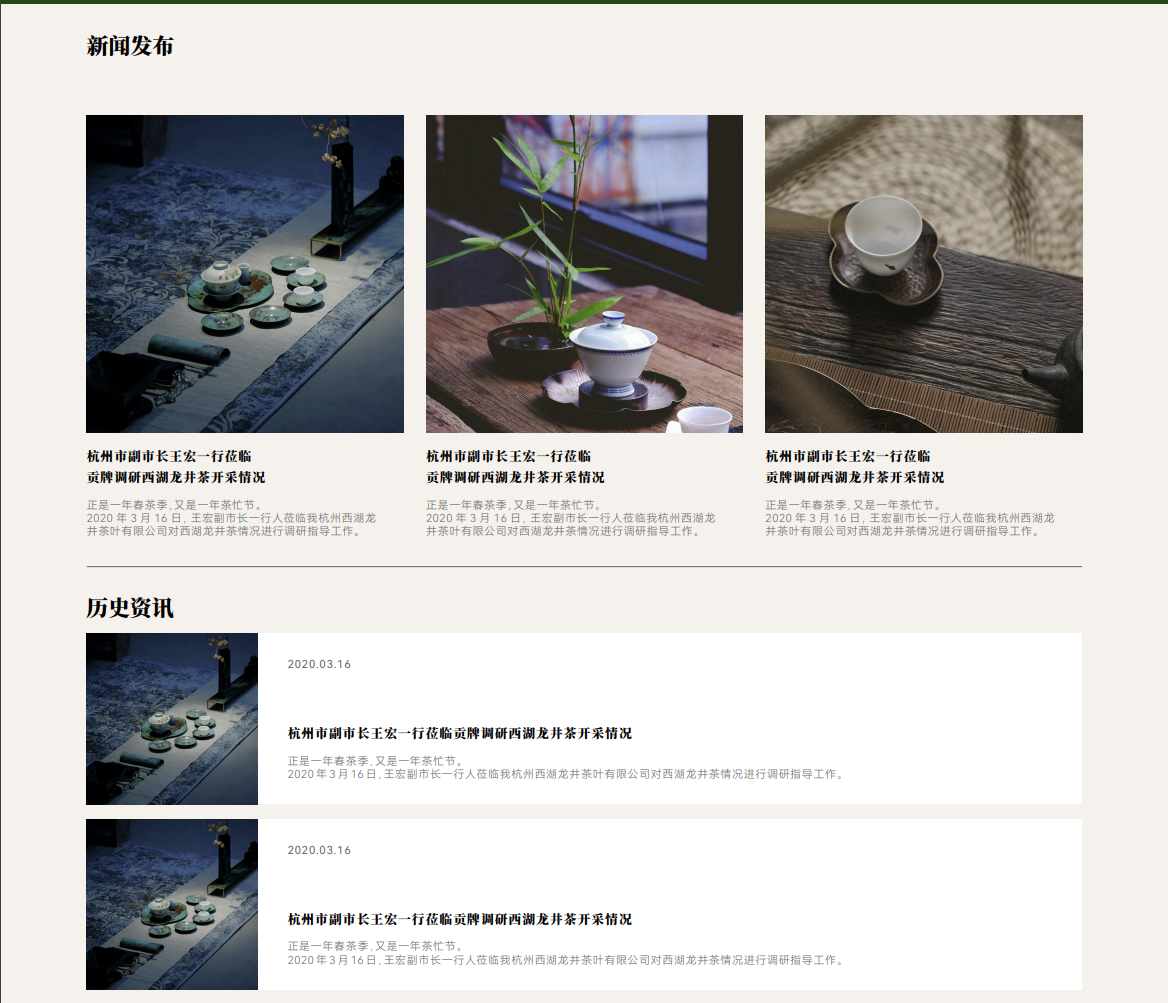 新闻发布
杭州市副市长王宏一行莅临
贡牌调研西湖龙井茶开采情况
正是一年春茶季,又是一年茶忙节。
2020 年 3 月 16 日, 王宏副市长一行人莅临我杭州西湖龙
井茶叶有限公司对西湖龙井茶情况进行调研指导工作。
杭州市副市长王宏一行莅临
贡牌调研西湖龙井茶开采情况
正是一年春茶季,又是一年茶忙节。
2020 年 3 月 16 日, 王宏副市长一行人莅临我杭州西湖龙
井茶叶有限公司对西湖龙井茶情况进行调研指导工作。
杭州市副市长王宏一行莅临
贡牌调研西湖龙井茶开采情况
正是一年春茶季,又是一年茶忙节。
2020 年 3 月 16 日, 王宏副市长一行人莅临我杭州西湖龙
井茶叶有限公司对西湖龙井茶情况进行调研指导工作。
历史资讯
2020.03.16
杭州市副市长王宏一行莅临贡牌调研西湖龙井茶开采情况
正是一年春茶季,又是一年茶忙节。
2020年3月16日,王宏副市长一行人莅临我杭州西湖龙井茶叶有限公司对西湖龙井茶情况进行调研指导工作。
2020.03.16
杭州市副市长王宏一行莅临贡牌调研西湖龙井茶开采情况
正是一年春茶季,又是一年茶忙节。
2020年3月16日,王宏副市长一行人莅临我杭州西湖龙井茶叶有限公司对西湖龙井茶情况进行调研指导工作。